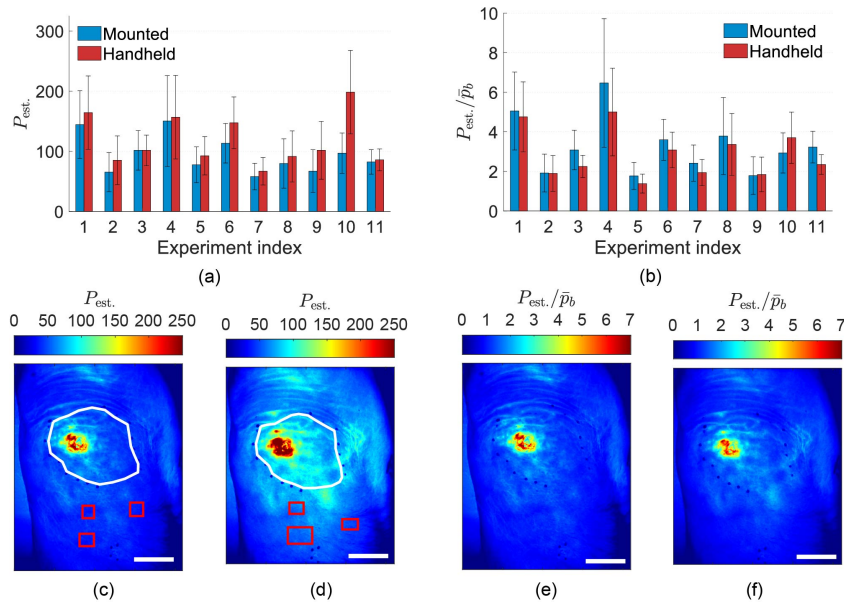 300
200
100
0
P_est.
Mounted
Handheld
1 2 3 4 5 6 7 8 9 10 11
Experiment index
(a)
10
8
6
4
2
0
P_est./p̄_b
Mounted
Handheld
1 2 3 4 5 6 7 8 9 10 11
Experiment index
(b)
P_est.
0 50 100 150 200 250
(c)
P_est.
0 50 100 150 200 250
(d)
P_est./p̄_b
0 1 2 3 4 5 6 7
(e)
P_est./p̄_b
0 1 2 3 4 5 6 7
(f)